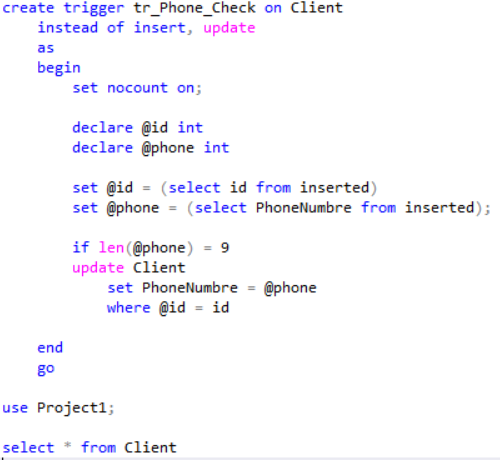 create trigger tr_Phone_Check on Client
instead of insert, update
as
begin
set nocount on;
declare @id int
declare @phone int
set @id = (select id from inserted)
set @phone = (select PhoneNumbre from inserted);
if len(@phone) = 9
update Client
set PhoneNumbre = @phone
where @id = id
end
go
use Project1;
select * from Client